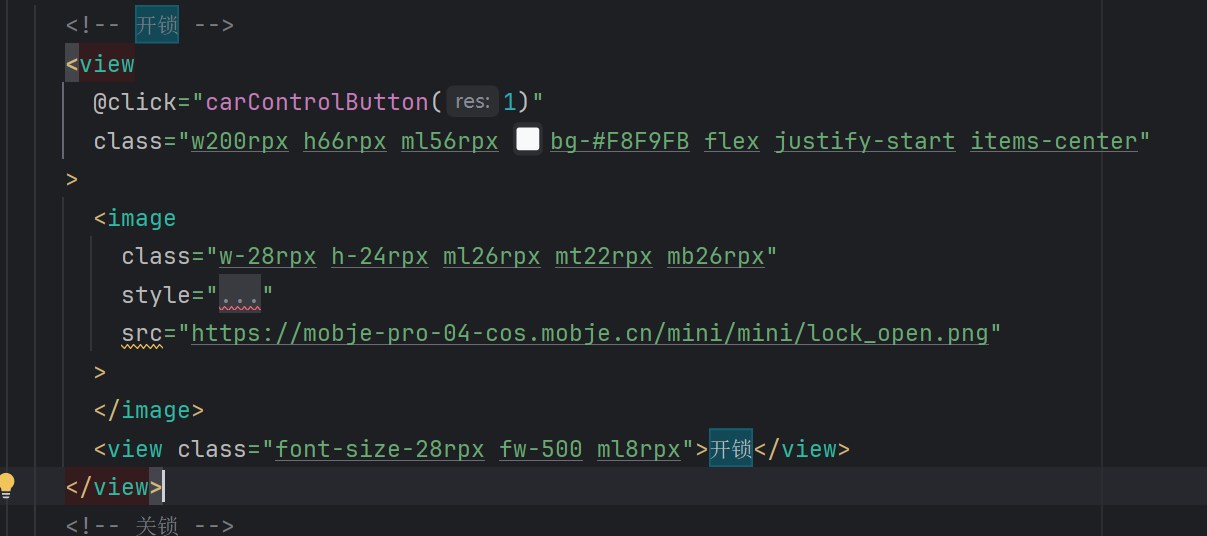 <!-- 开锁 -->
<view
@click="carControlButton( res: 1)"
class="w200rpx h66rpx ml56rpx bg-#F8F9FB flex justify-start items-center"
>
<image
class="w-28rpx h-24rpx ml26rpx mt22rpx mb26rpx"
style="..."
src="https://mobje-pro-04-cos.mobje.cn/mini/mini/lock_open.png"
>
</image>
<view class="font-size-28rpx fw-500 ml8rpx">开锁</view>
</view>
<!-- 关锁 -->